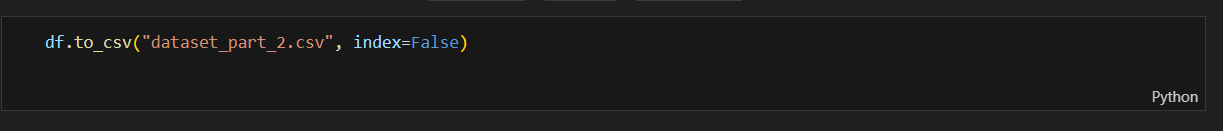 df.to_csv("dataset_part_2.csv", index=False)
Python